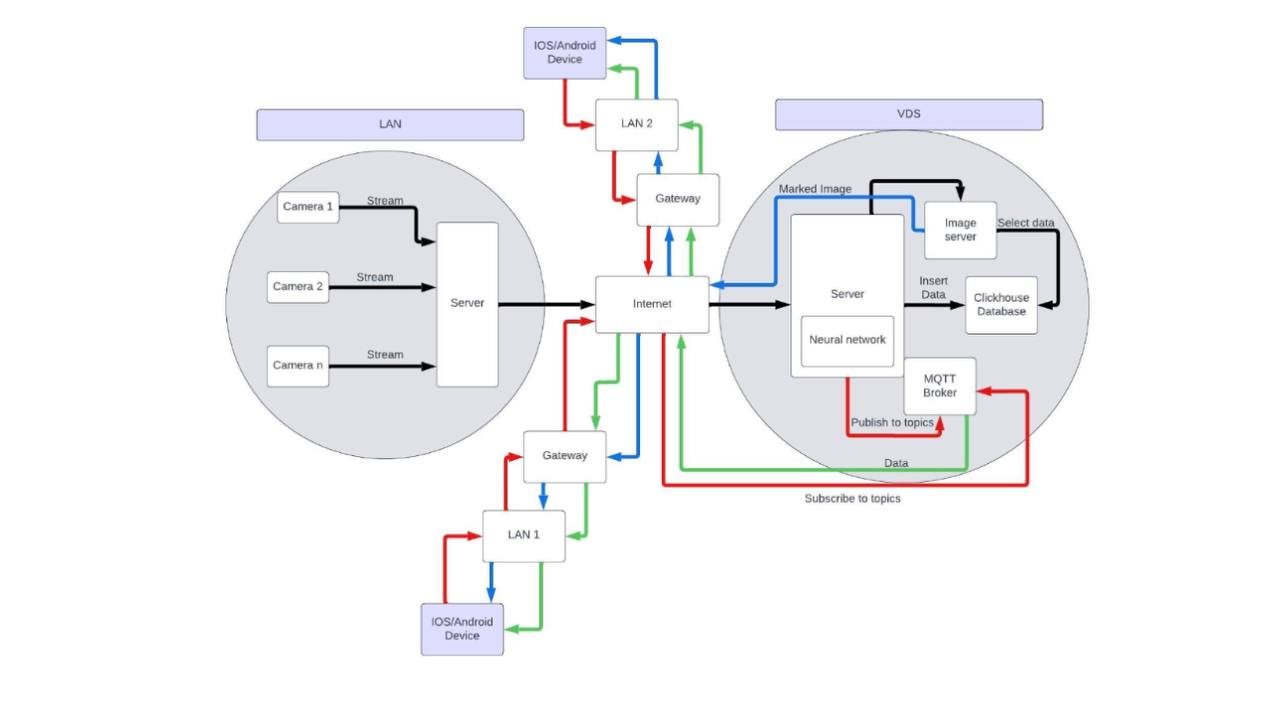 IOS/Android
Device
LAN
VDS
LAN 2
Marked Image
Camera 1
Stream
Gateway
Image
server
Select data
Camera 2
Stream
Server
Internet
Server
Insert
Data
Clickhouse
Database
Neural network
Camera n
Stream
MQTT
Broker
Publish to topics
Gateway
Data
Subscribe to topics
LAN 1
IOS/Android
Device